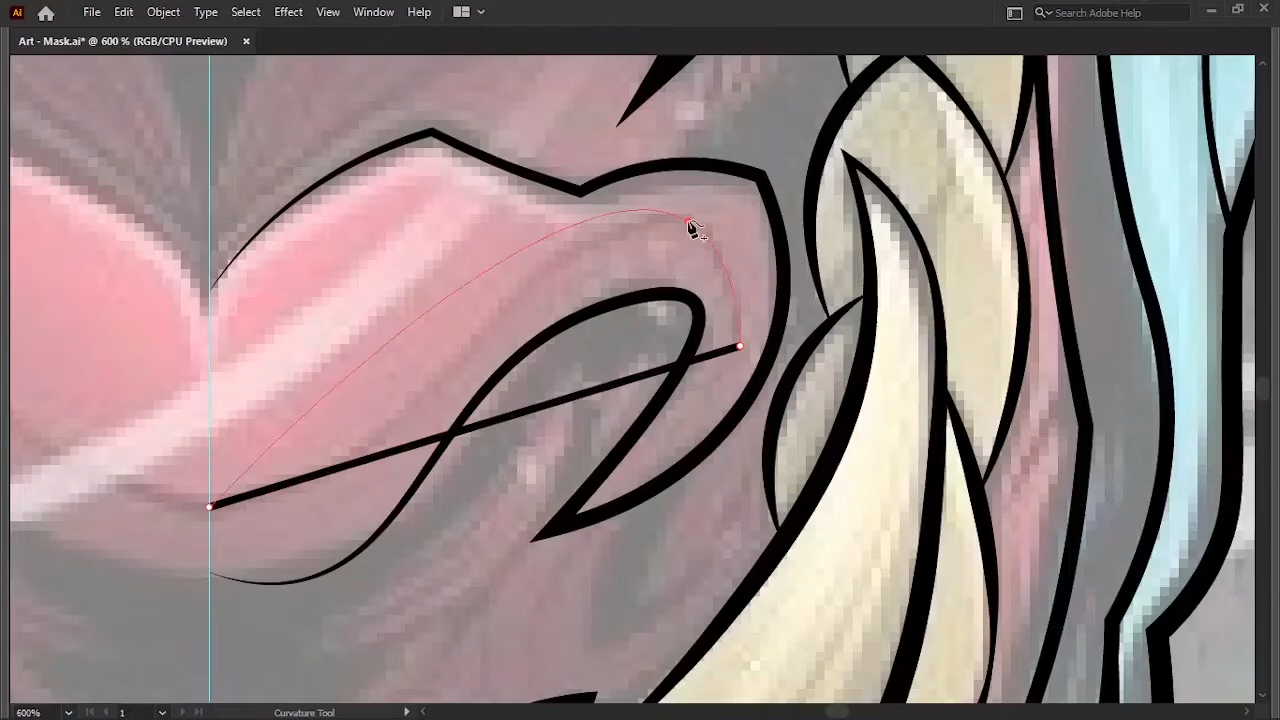 Ai File Edit Object Type Select Effect View Window Help Search Adobe Help
Art - Mask.ai* @ 600 % (RGB/CPU Preview)
600% 1 Curvature Tool